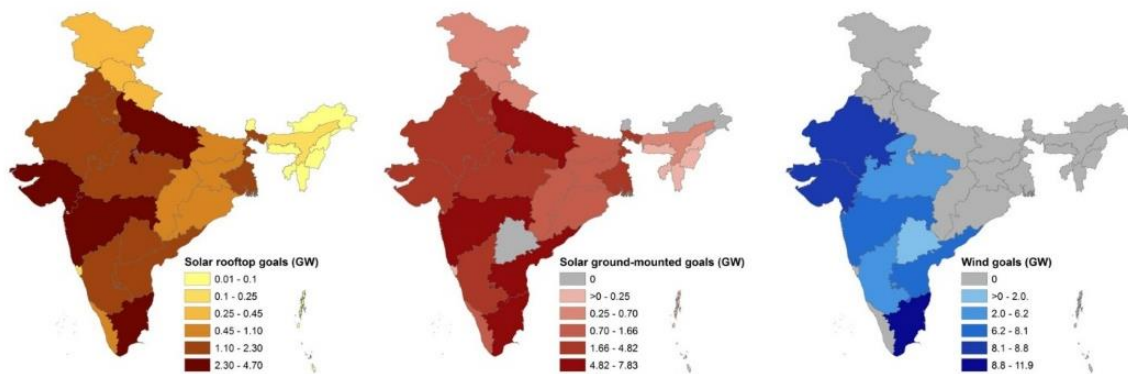 Solar rooftop goals (GW)
0.01 - 0.1
0.1 - 0.25
0.25 - 0.45
0.45 - 1.10
1.10 - 2.30
2.30 - 4.70
Solar ground-mounted goals (GW)
0
>0 - 0.25
0.25 - 0.70
0.70 - 1.66
1.66 - 4.82
4.82 - 7.83
Wind goals (GW)
0
>0 - 2.0.
2.0 - 6.2
6.2 - 8.1
8.1 - 8.8
8.8 - 11.9